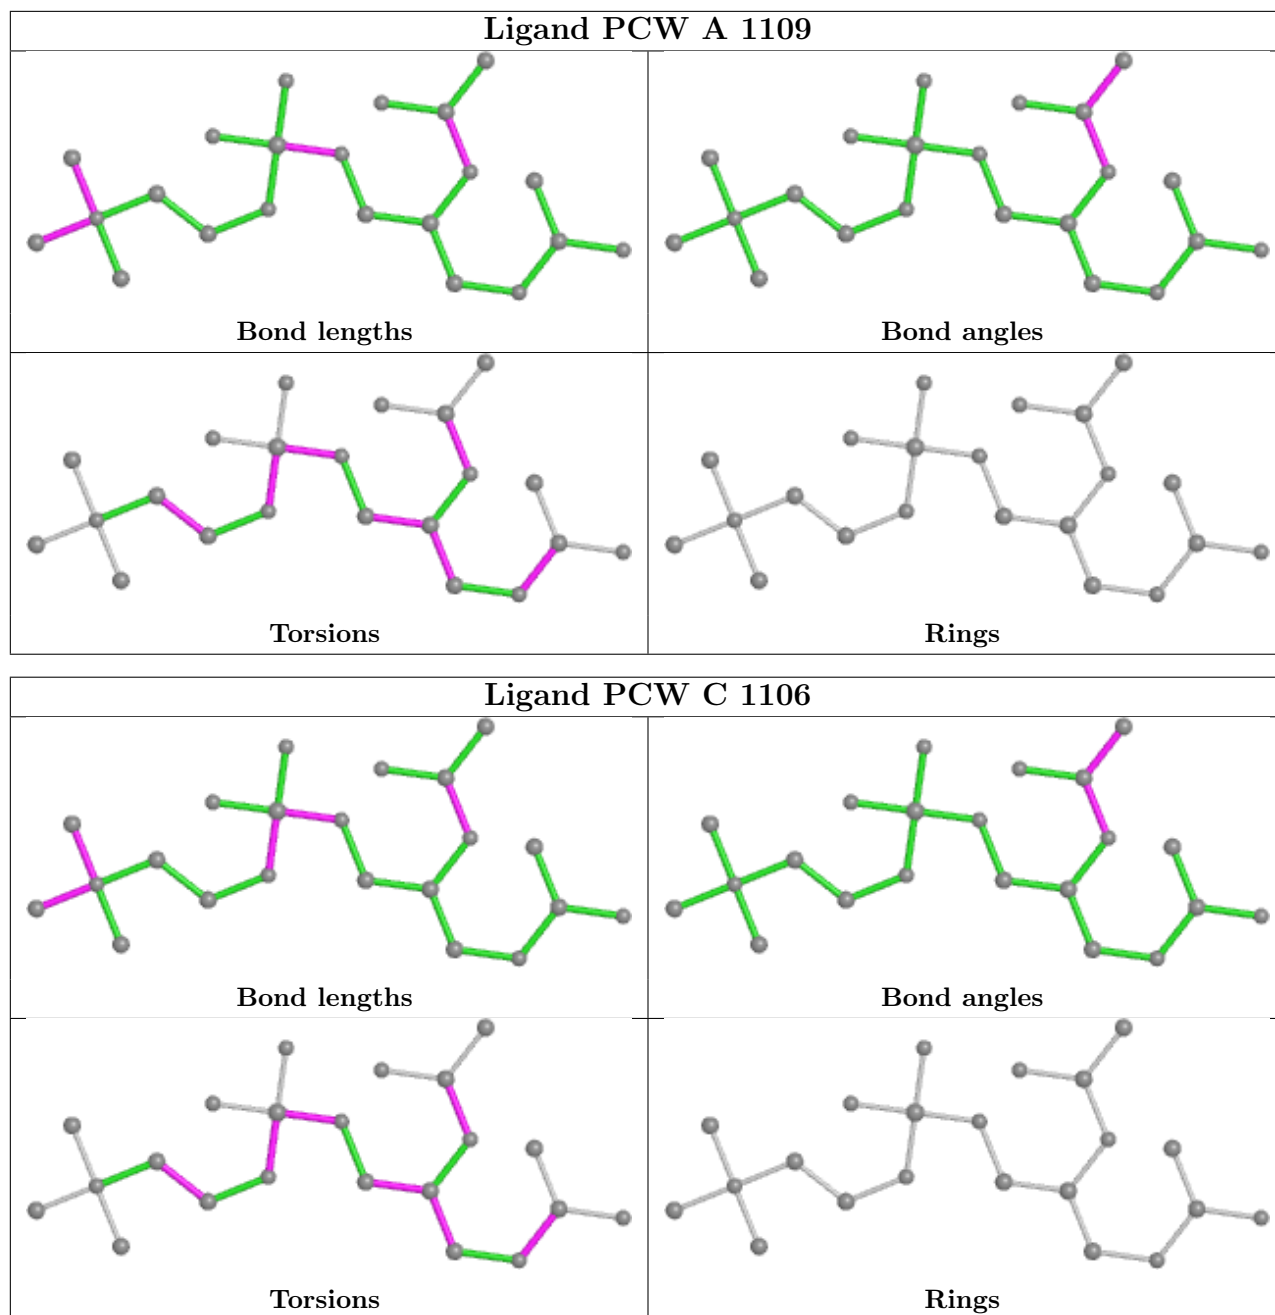 Ligand PCW A 1109
Bond lengths
Bond angles
Torsions
Rings
Ligand PCW C 1106
Bond lengths
Bond angles
Torsions
Rings